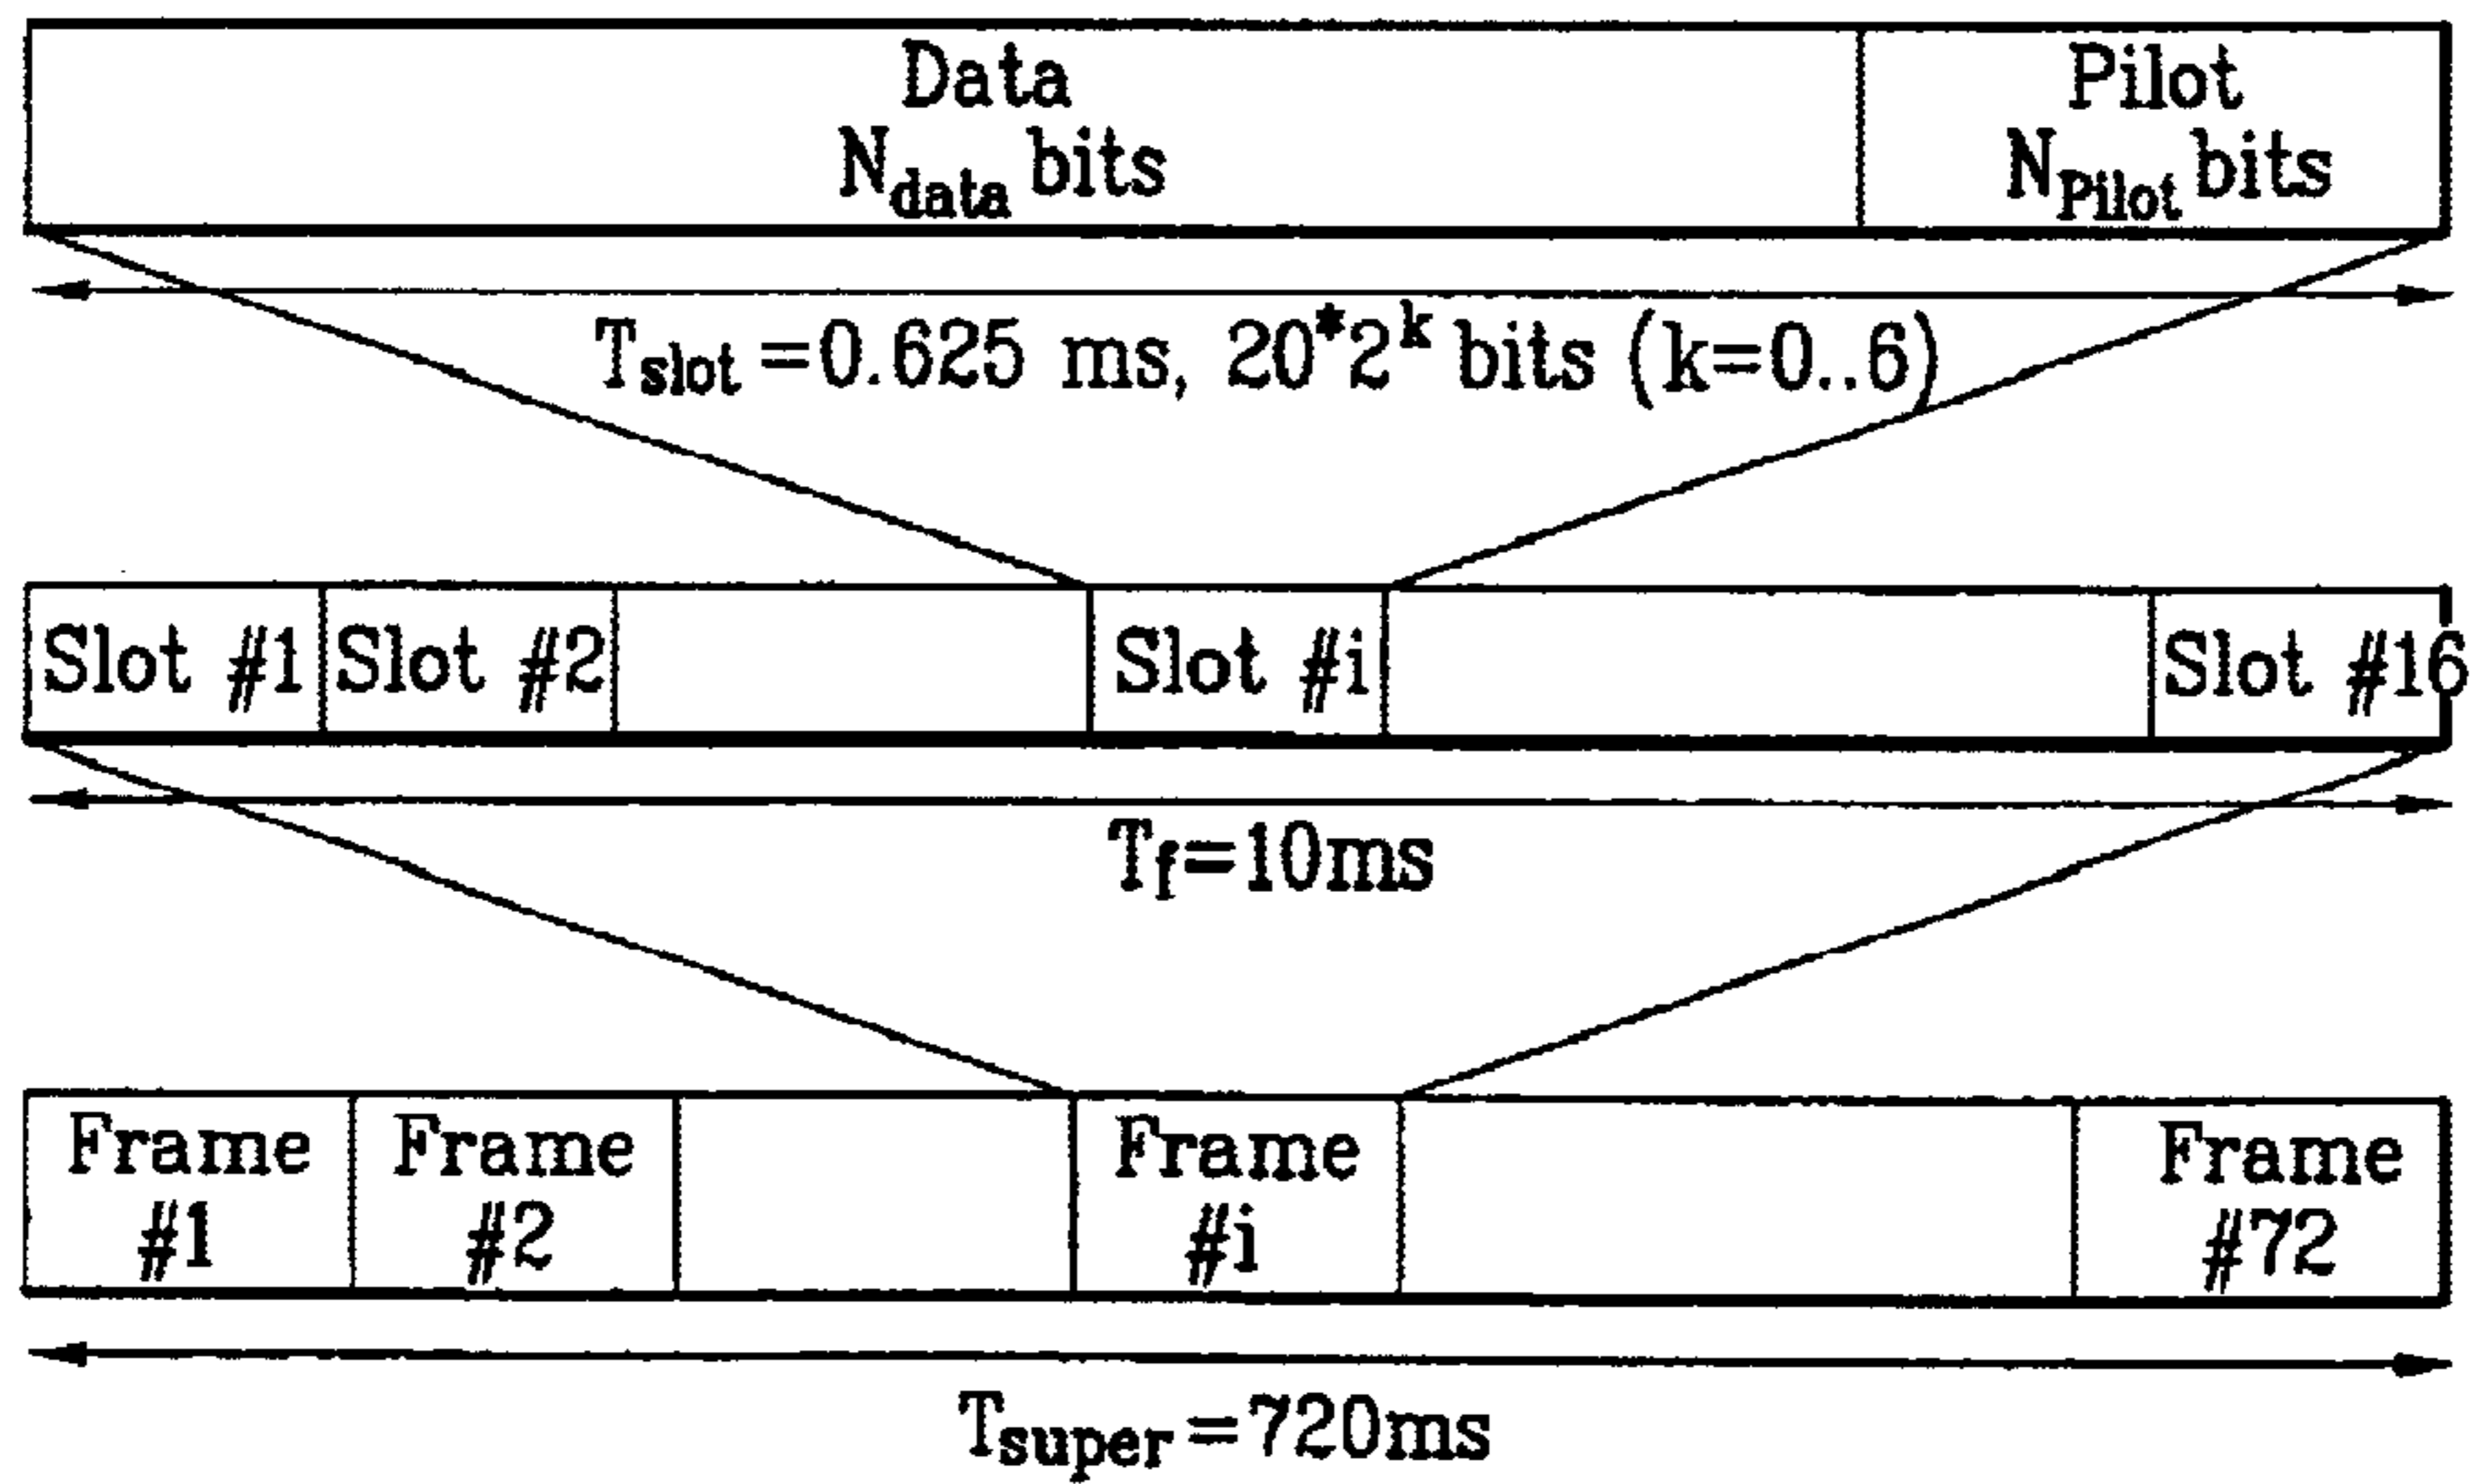 Data
N_data bits
Pilot
N_Pilot bits
T_slot =0.625 ms, 20*2^k bits (k=0..6)
Slot #1
Slot #2
Slot #i
Slot #16
T_f=10ms
Frame
#1
Frame
#2
Frame
#i
Frame
#72
T_super=720ms